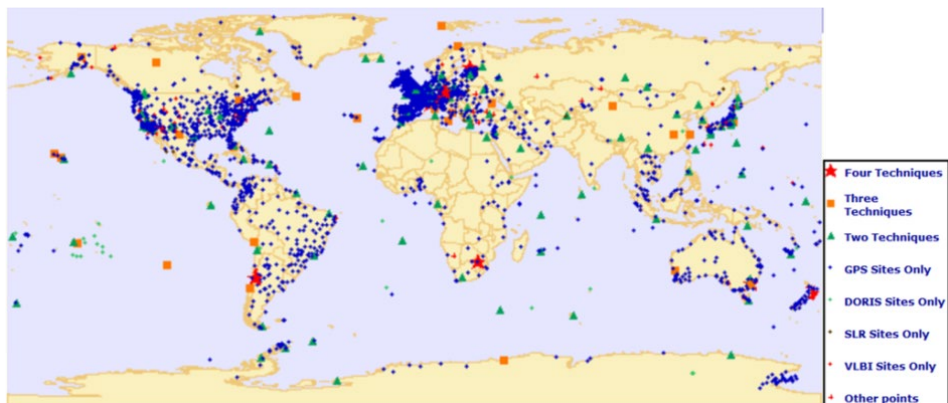 Four Techniques
Three
Techniques
Two Techniques
GPS Sites Only
DORIS Sites Only
SLR Sites Only
VLBI Sites Only
Other points